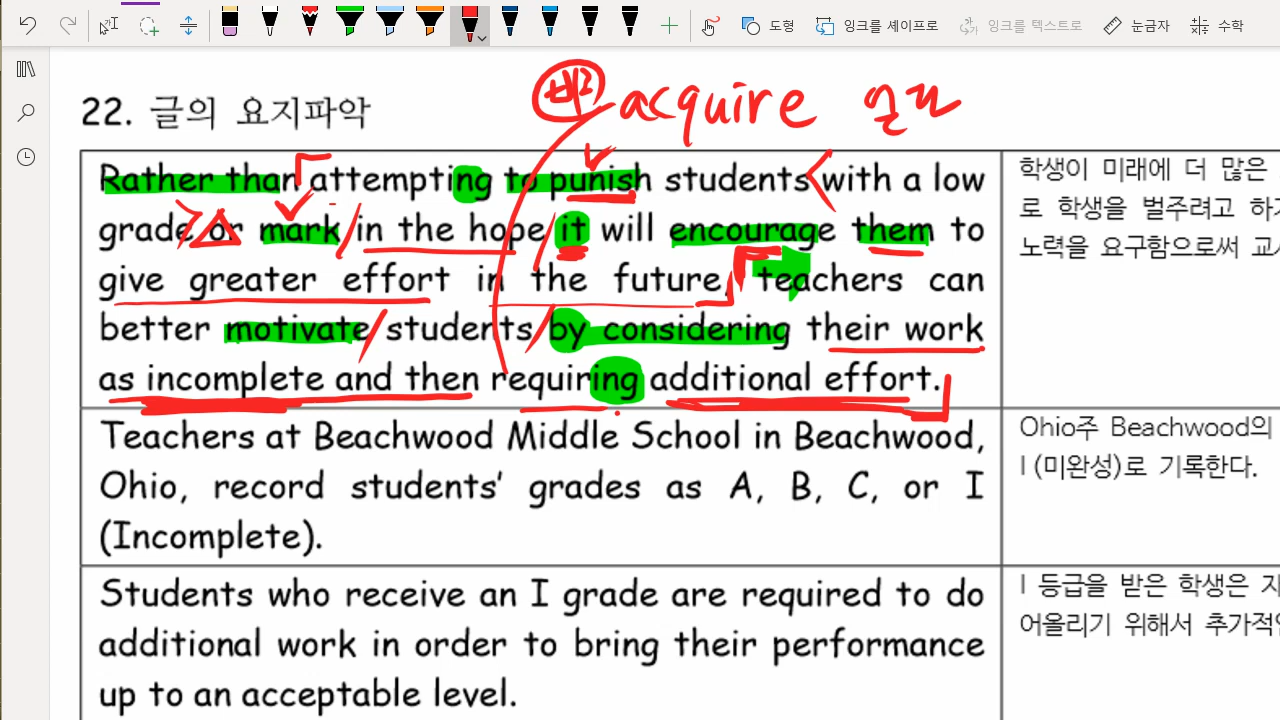 도형
잉크를 셰이프로
잉크를 텍스트로
눈금자
수학
22. 글의 요지파악
acquire
Rather than attempting to punish students with a low
grade or mark in the hope it will encourage them to
give greater effort in the future, teachers can
better motivate students by considering their work
as incomplete and then requiring additional effort.
학생이 미래에 더 많은
로 학생을 벌주려고 하
노력을 요구함으로써 교
Teachers at Beachwood Middle School in Beachwood,
Ohio, record students' grades as A, B, C, or I
(Incomplete).
Ohio주 Beachwood의
I (미완성)로 기록한다.
Students who receive an I grade are required to do
additional work in order to bring their performance
up to an acceptable level.
I 등급을 받은 학생은
어올리기 위해서 추가적